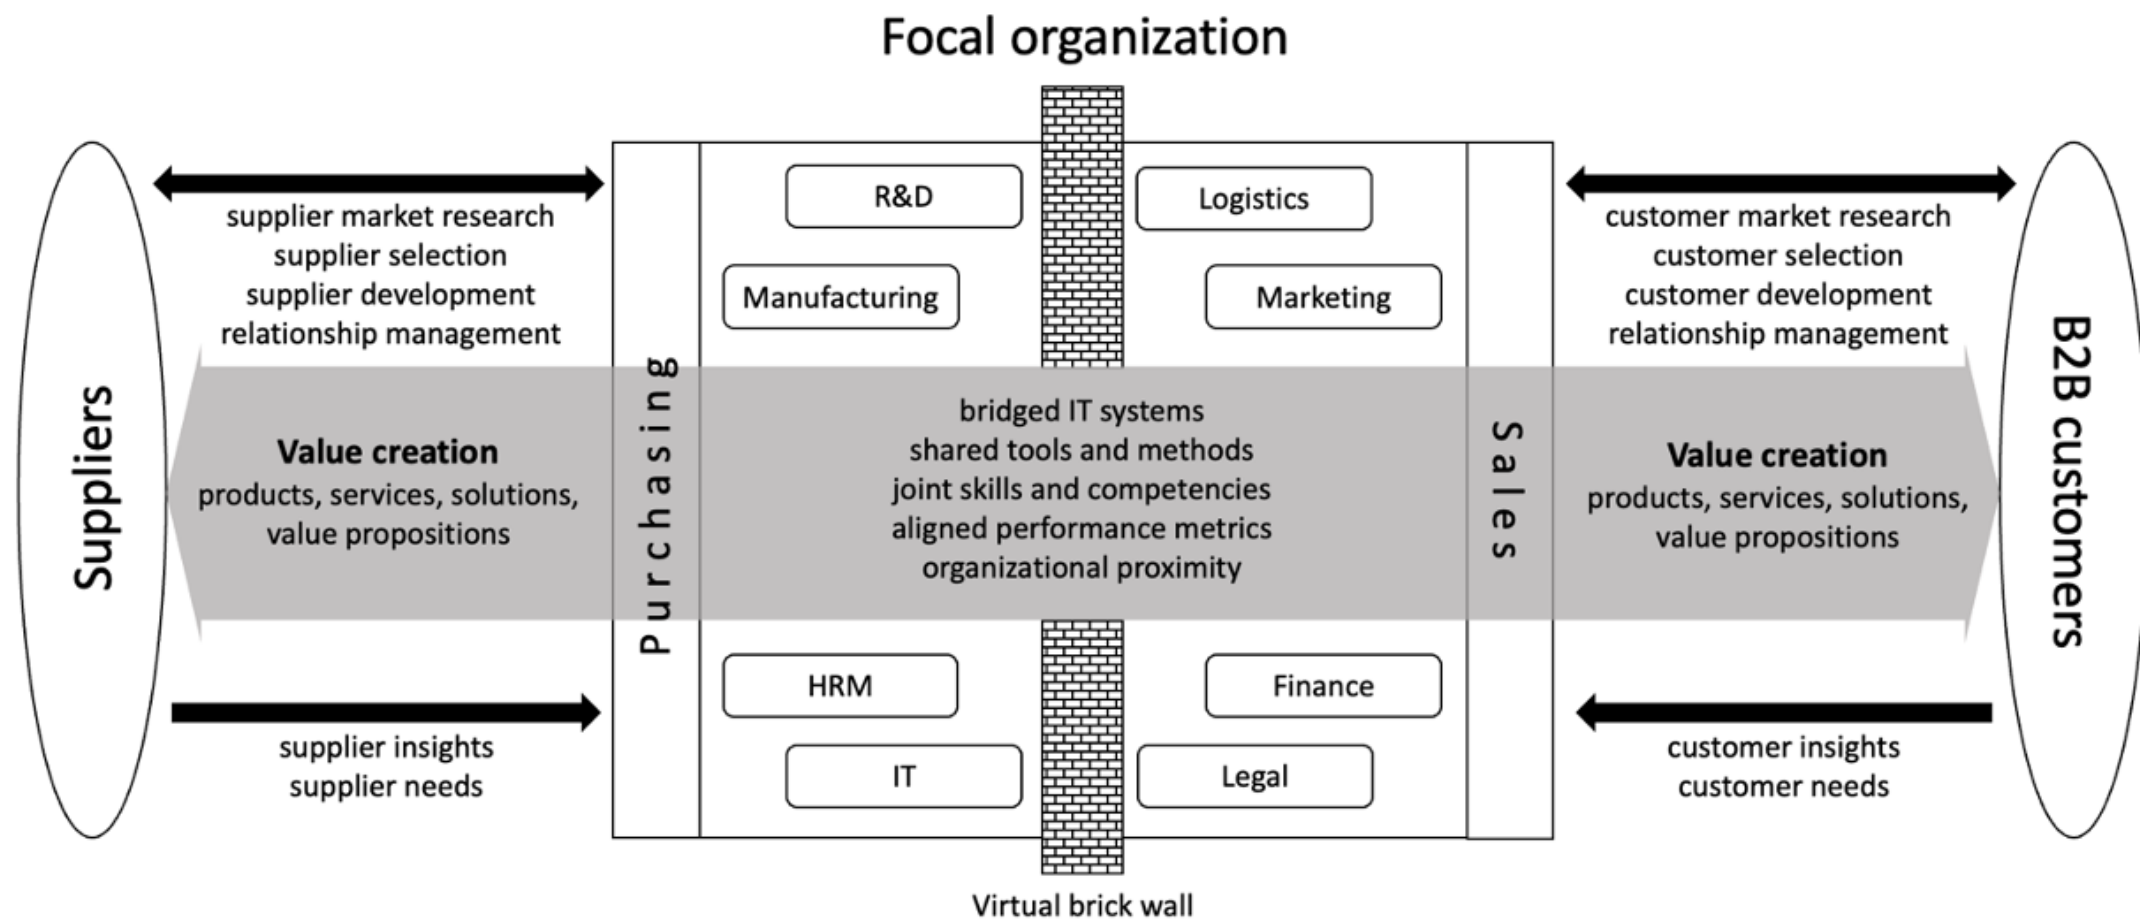 Focal organization
Suppliers
supplier market research
supplier selection
supplier development
relationship management
Value creation
products, services, solutions,
value propositions
supplier insights
supplier needs
Purchasing
R&D
Manufacturing
Logistics
Marketing
bridged IT systems
shared tools and methods
joint skills and competencies
aligned performance metrics
organizational proximity
HRM
IT
Finance
Legal
Virtual brick wall
Sales
customer market research
customer selection
customer development
relationship management
Value creation
products, services, solutions,
value propositions
customer insights
customer needs
B2B customers